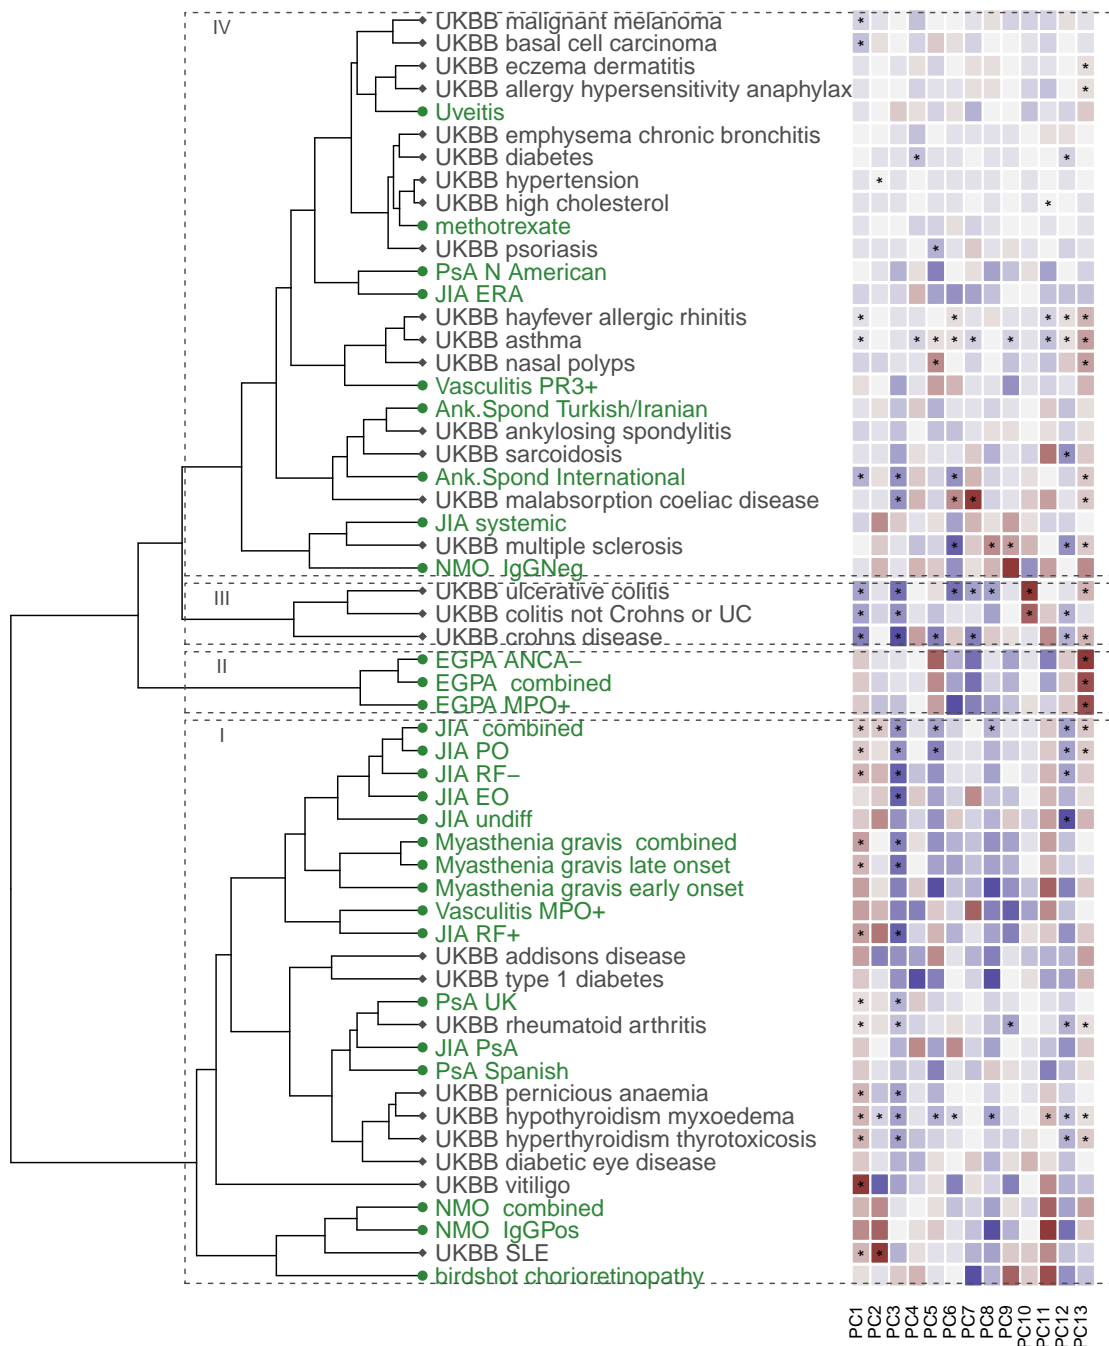 IV
UKBB malignant melanoma
UKBB basal cell carcinoma
UKBB eczema dermatitis
UKBB allergy hypersensitivity anaphylax
Uveitis
UKBB emphysema chronic bronchitis
UKBB diabetes
UKBB hypertension
UKBB high cholesterol
methotrexate
UKBB psoriasis
PsA N American
JIA ERA
UKBB hayfever allergic rhinitis
UKBB asthma
UKBB nasal polyps
Vasculitis PR3+
Ank.Spond Turkish/Iranian
UKBB ankylosing spondylitis
UKBB sarcoidosis
Ank.Spond International
UKBB malabsorption coeliac disease
JIA systemic
UKBB multiple sclerosis
NMO IgGNeg
III
UKBB ulcerative colitis
UKBB colitis not Crohns or UC
UKBB crohns disease
II
EGPA ANCA−
EGPA combined
EGPA MPO+
I
JIA combined
JIA PO
JIA RF−
JIA EO
JIA undiff
Myasthenia gravis combined
Myasthenia gravis late onset
Myasthenia gravis early onset
Vasculitis MPO+
JIA RF+
UKBB addisons disease
UKBB type 1 diabetes
PsA UK
UKBB rheumatoid arthritis
JIA PsA
PsA Spanish
UKBB pernicious anaemia
UKBB hypothyroidism myxoedema
UKBB hyperthyroidism thyrotoxicosis
UKBB diabetic eye disease
UKBB vitiligo
NMO combined
NMO IgGPos
UKBB SLE
birdshot chorioretinopathy
PC1
PC2
PC3
PC4
PC5
PC6
PC7
PC8
PC9
PC10
PC11
PC12
PC13